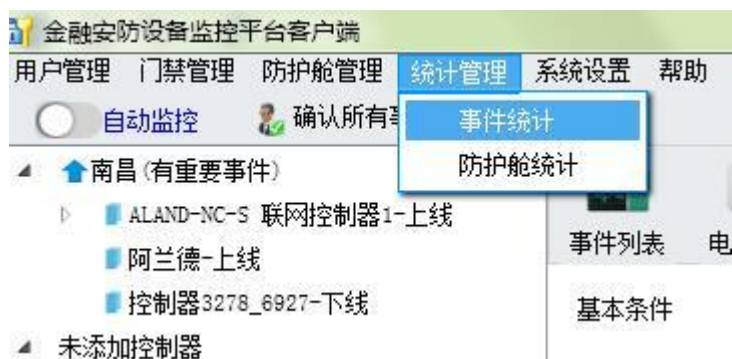 金融安防设备监控平台客户端
用户管理 门禁管理 防护舱管理 统计管理 系统设置 帮助
自动监控 确认所有
事件统计
防护舱统计
南昌(有重要事件)
ALAND-NC-S 联网控制器1-上线
阿兰德-上线
控制器3278_6927-下线
未添加控制器
事件列表 电
基本条件